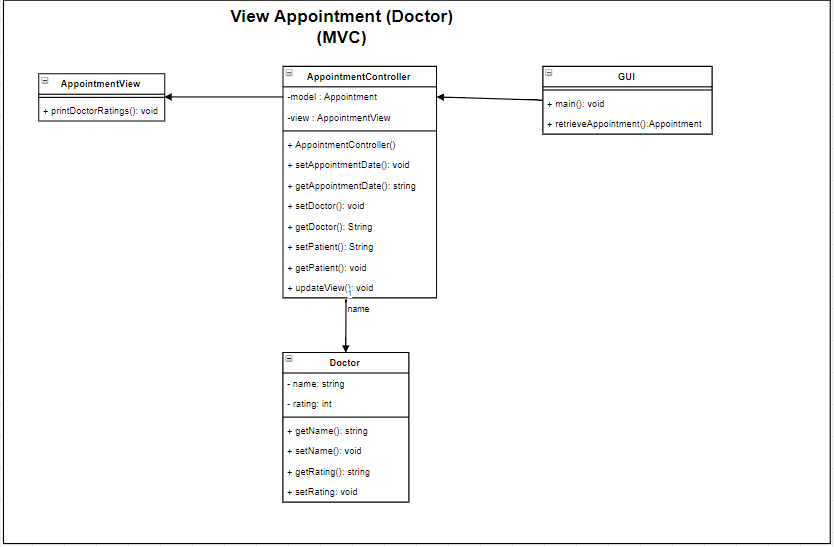 View Appointment (Doctor)
(MVC)
AppointmentView
+ printDoctorRatings(): void
AppointmentController
-model : Appointment
-view : AppointmentView
+ AppointmentController()
+ setAppointmentDate(): void
+ getAppointmentDate(): string
+ setDoctor(): void
+ getDoctor(): String
+ setPatient(): String
+ getPatient(): void
+ updateView(): void
GUI
+ main(): void
+ retrieveAppointment():Appointment
name
Doctor
- name: string
- rating: int
+ getName(): string
+ setName(): void
+ getRating(): string
+ setRating: void